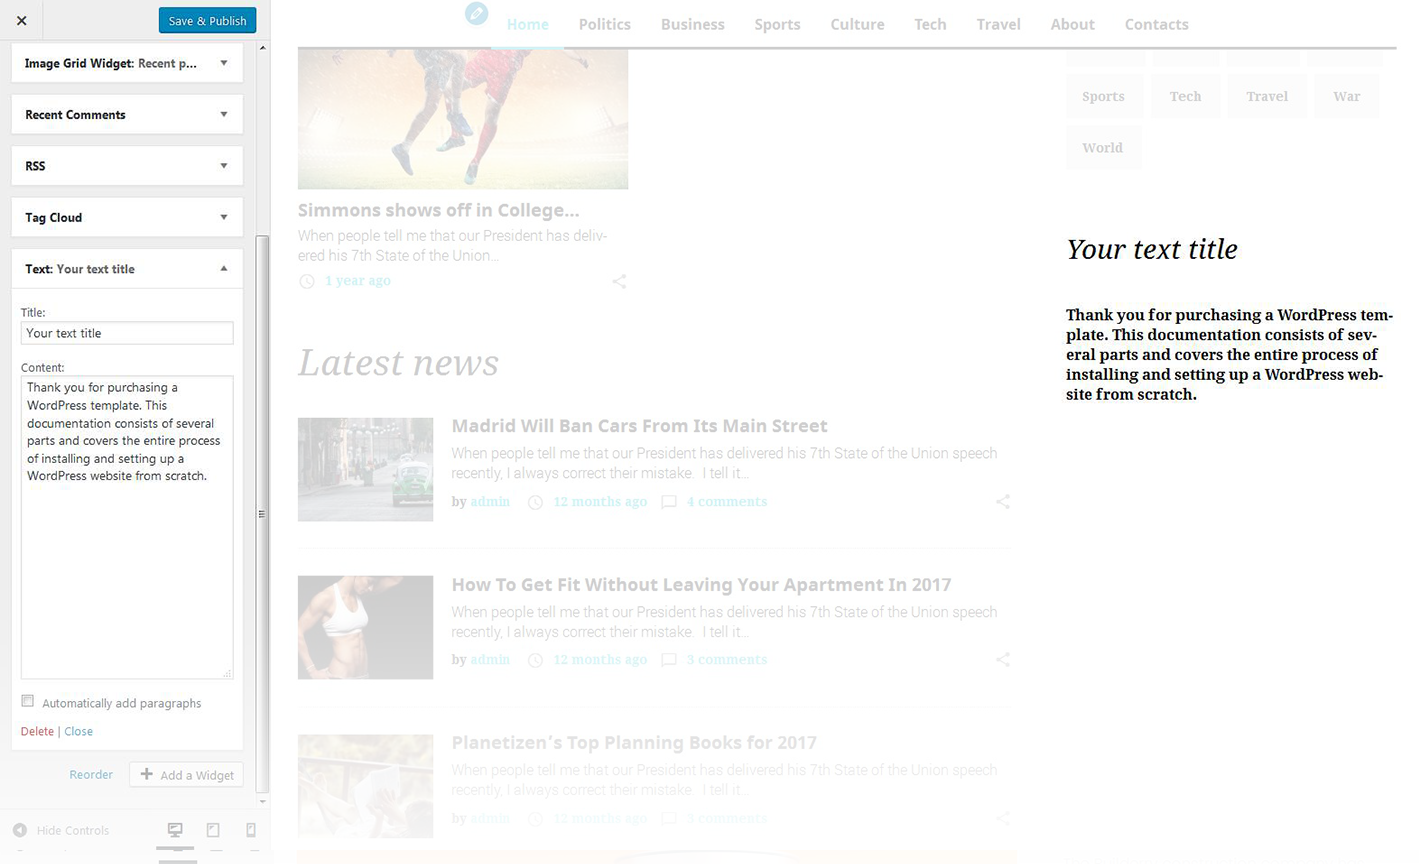 ×
Save & Publish
Image Grid Widget: Recent p...
Recent Comments
RSS
Tag Cloud
Text: Your text title
Title:
Your text title
Content:
Thank you for purchasing a
WordPress template. This
documentation consists of several
parts and covers the entire process
of installing and setting up a
WordPress website from scratch.
Automatically add paragraphs
Delete | Close
Reorder
Add a Widget
Hide Controls
Home Politics Business Sports Culture Tech Travel About Contacts
Simmons shows off in College...
When people tell me that our President has deliv-
ered his 7th State of the Union...
1 year ago
Latest news
Madrid Will Ban Cars From Its Main Street
When people tell me that our President has delivered his 7th State of the Union speech
recently, I always correct their mistake. I tell it...
by admin 12 months ago 4 comments
How To Get Fit Without Leaving Your Apartment In 2017
When people tell me that our President has delivered his 7th State of the Union speech
recently, I always correct their mistake. I tell it...
by admin 12 months ago 3 comments
Planetizen's Top Planning Books for 2017
When people tell me that our President has delivered his 7th State of the Union speech
recently, I always correct their mistake. I tell it...
by admin 12 months ago 3 comments
Sports Tech Travel War
World
Your text title
Thank you for purchasing a WordPress tem-
plate. This documentation consists of sev-
eral parts and covers the entire process of
installing and setting up a WordPress web-
site from scratch.